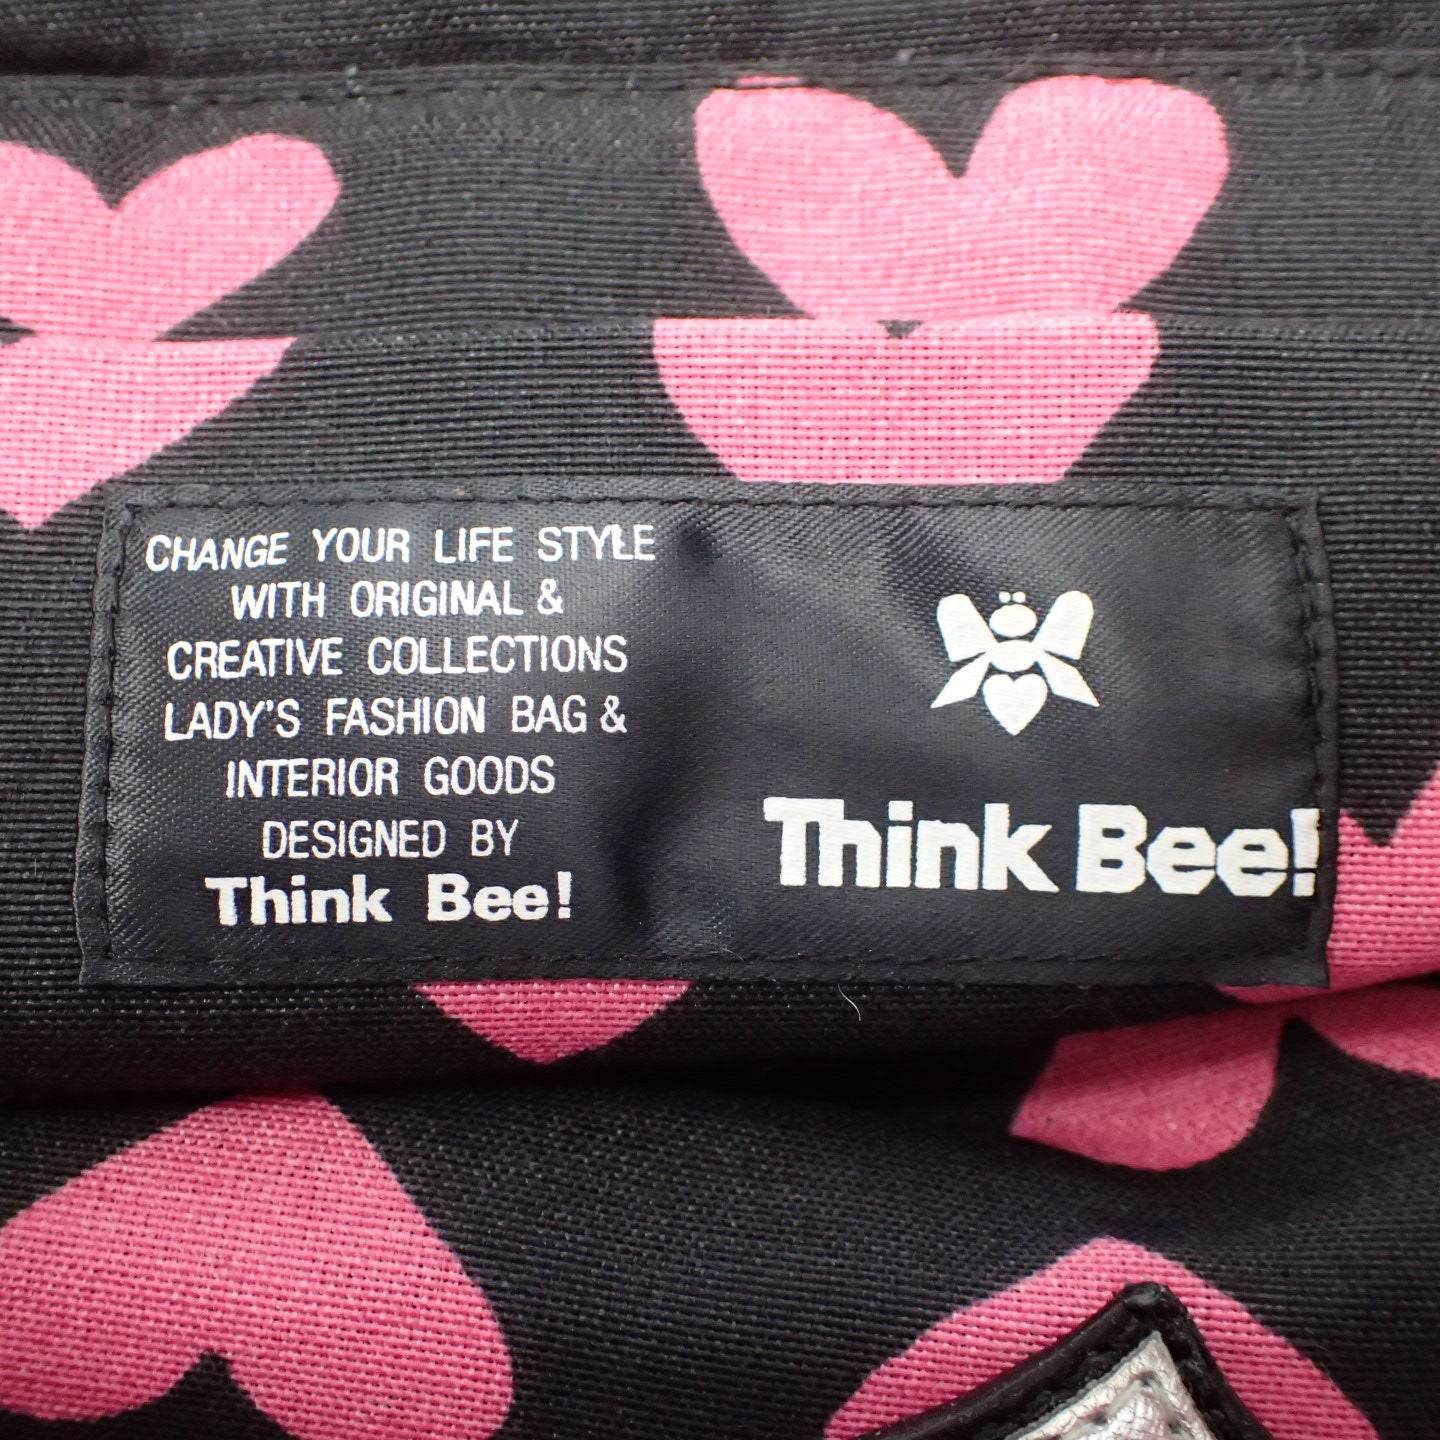 CHANGE YOUR LIFE STYLE
WITH ORIGINAL &
CREATIVE COLLECTIONS
LADY'S FASHION BAG &
INTERIOR GOODS
DESIGNED BY
Think Bee!
Think Bee!